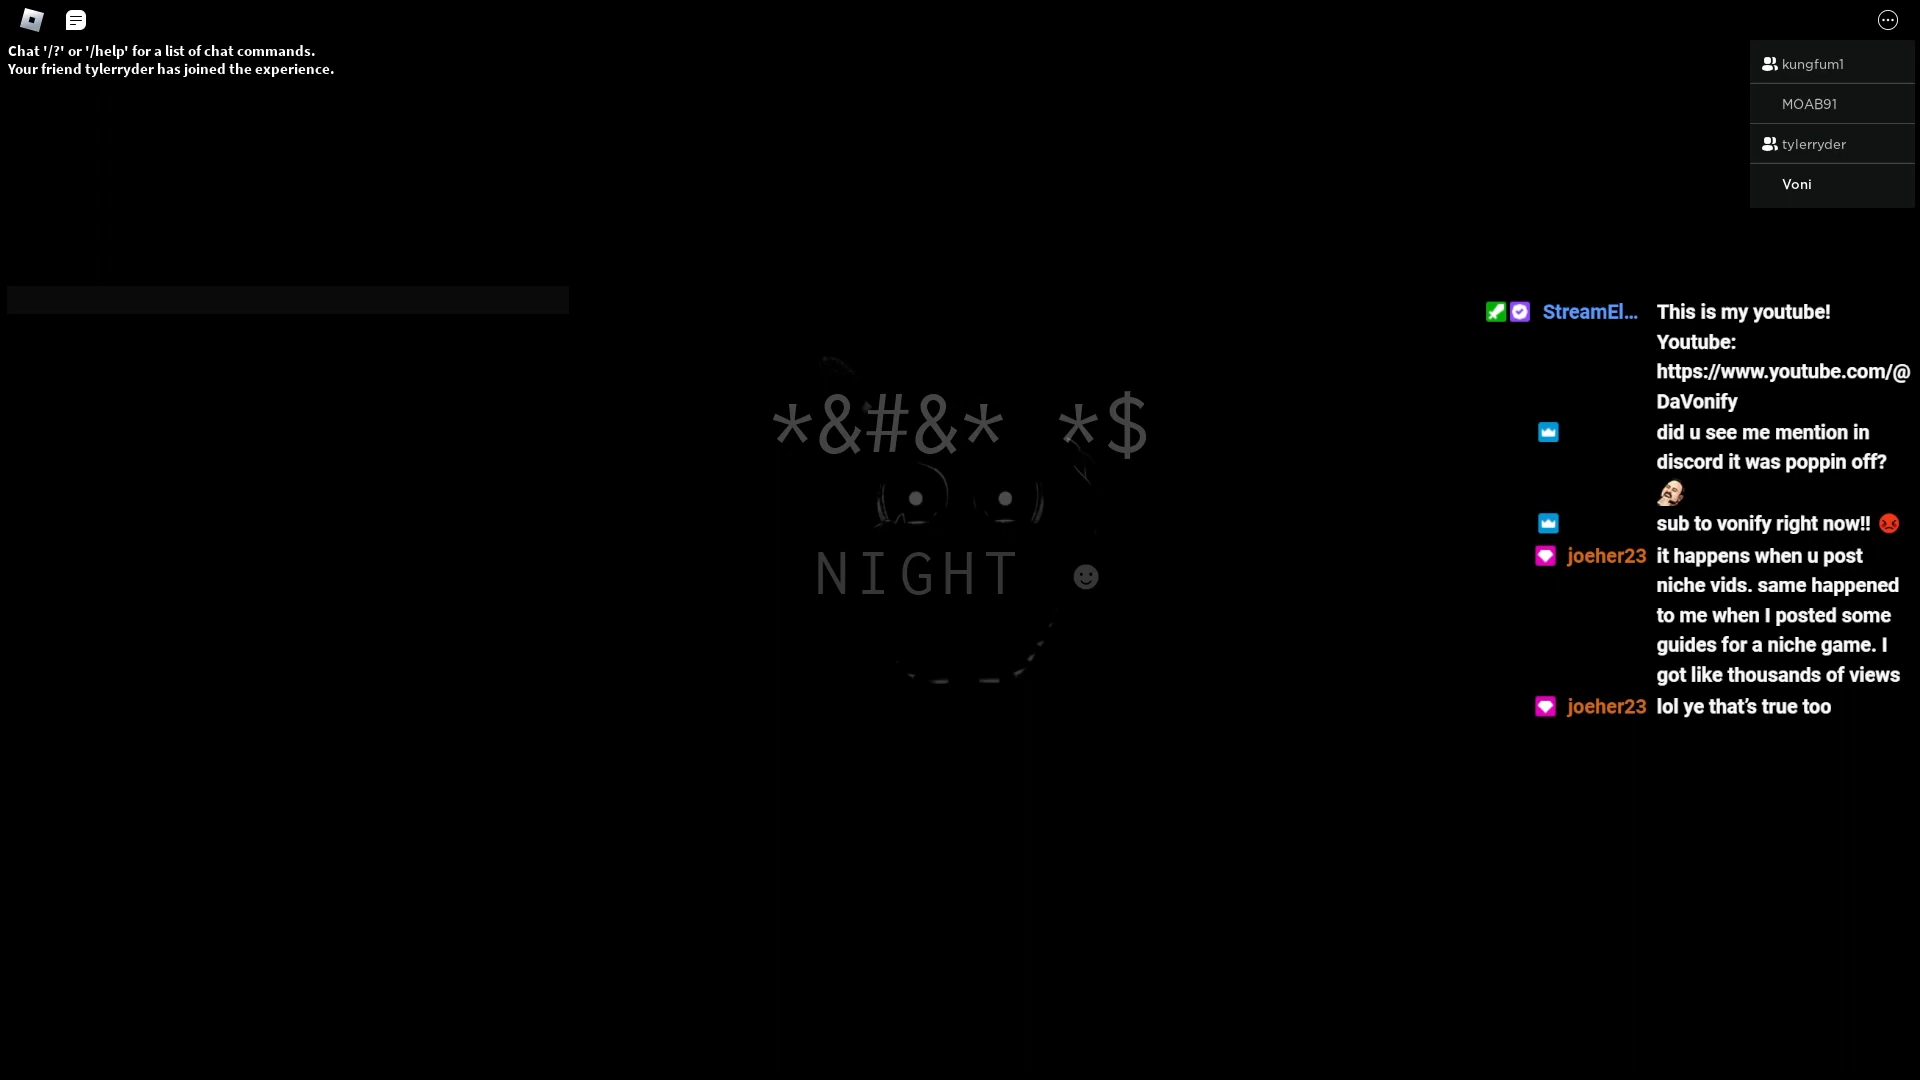 Chat '/?' or '/help' for a list of chat commands.
Your friend tylerryder has joined the experience.
kungfum1
MOAB91
tylerryder
Voni
*&#&* *$
NIGHT ☻
StreamEl... This is my youtube!
Youtube:
https://www.youtube.com/@
DaVonify
did u see me mention in
discord it was poppin off?
sub to vonify right now!! 😡
joeher23 it happens when u post
niche vids. same happened
to me when I posted some
guides for a niche game. I
got like thousands of views
joeher23 lol ye that’s true too